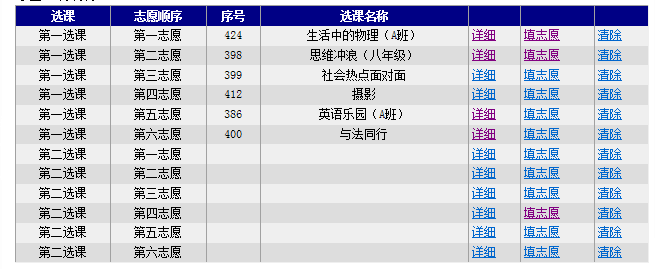 选课 志愿顺序 序号 选课名称
第一选课 第一志愿 424 生活中的物理（A班） 详细 填志愿 清除
第一选课 第二志愿 398 思维冲浪（八年级） 详细 填志愿 清除
第一选课 第三志愿 399 社会热点面对面 详细 填志愿 清除
第一选课 第四志愿 412 摄影 详细 填志愿 清除
第一选课 第五志愿 386 英语乐园（A班） 详细 填志愿 清除
第一选课 第六志愿 400 与法同行 详细 填志愿 清除
第二选课 第一志愿 详细 填志愿 清除
第二选课 第二志愿 详细 填志愿 清除
第二选课 第三志愿 详细 填志愿 清除
第二选课 第四志愿 详细 填志愿 清除
第二选课 第五志愿 详细 填志愿 清除
第二选课 第六志愿 详细 填志愿 清除